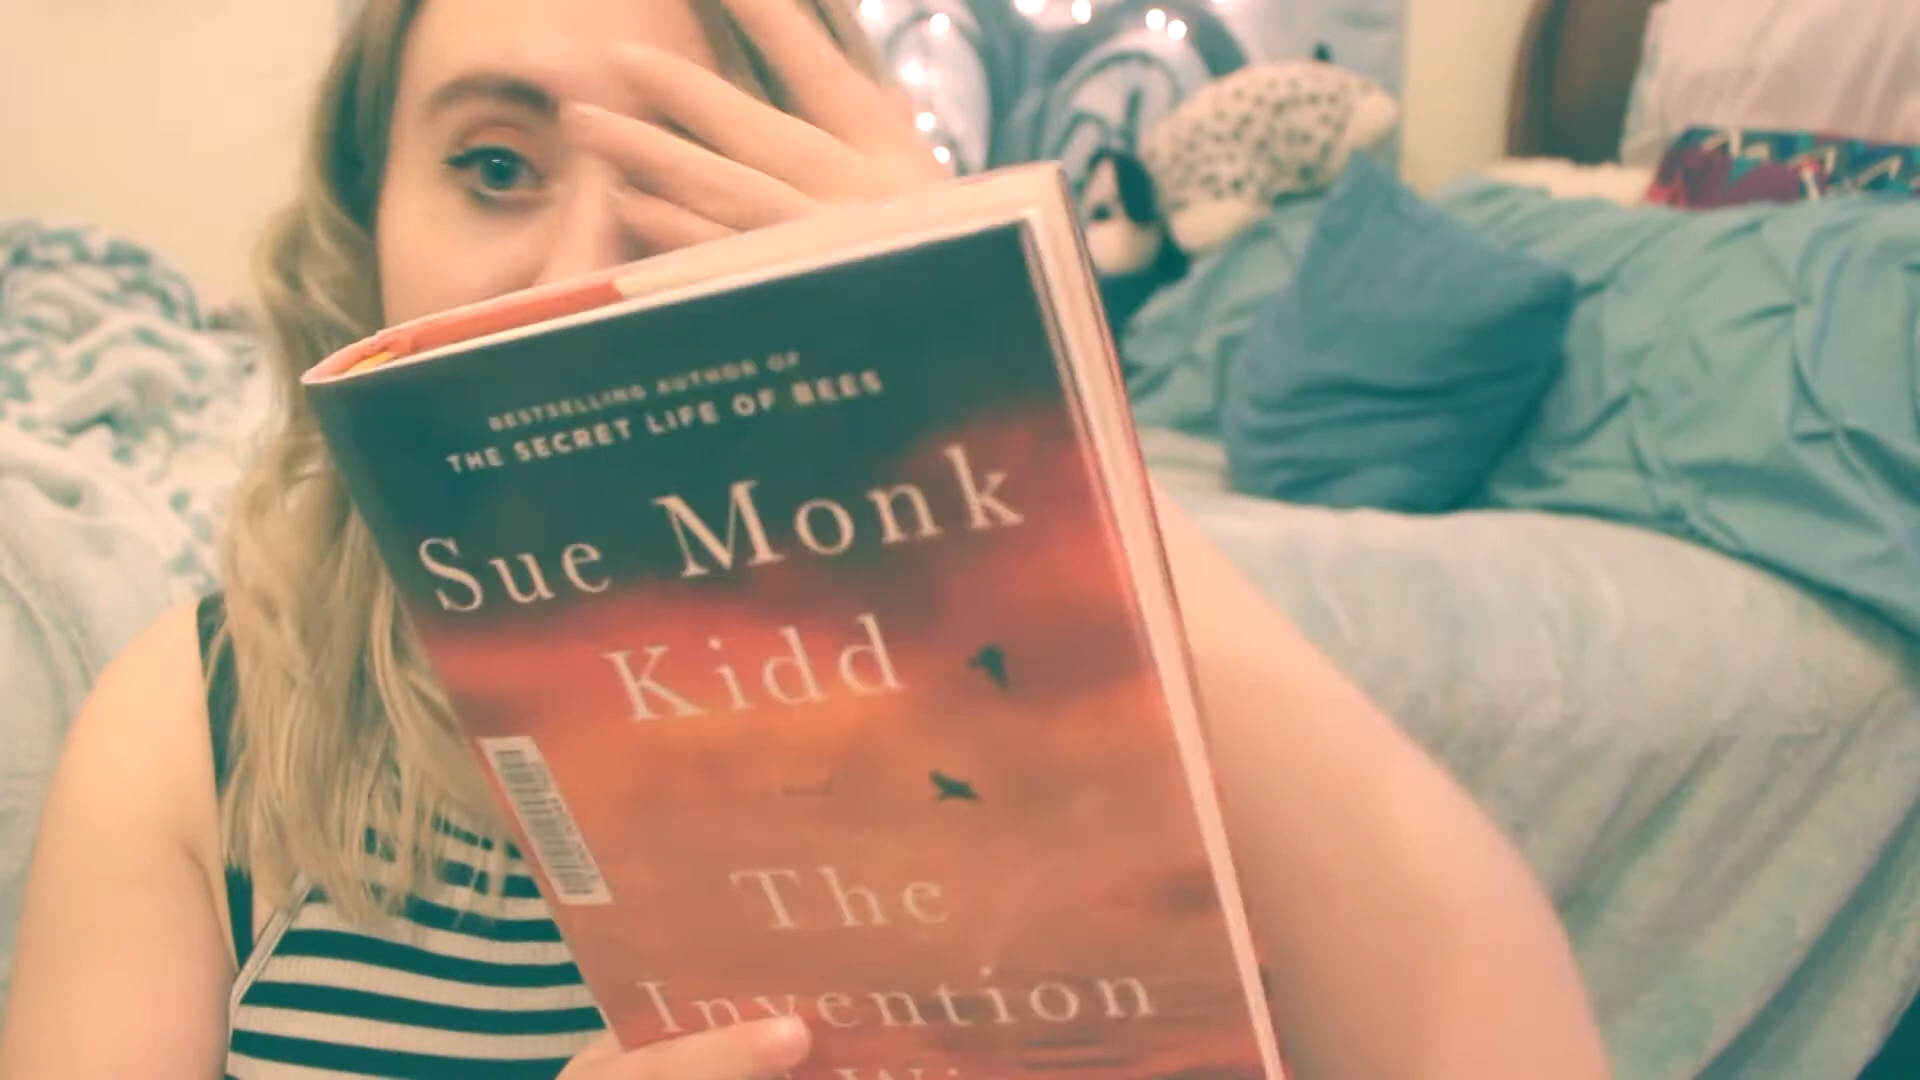 BESTSELLING AUTHOR OF
THE SECRET LIFE OF BEES
Sue Monk
Kidd
The
Invention